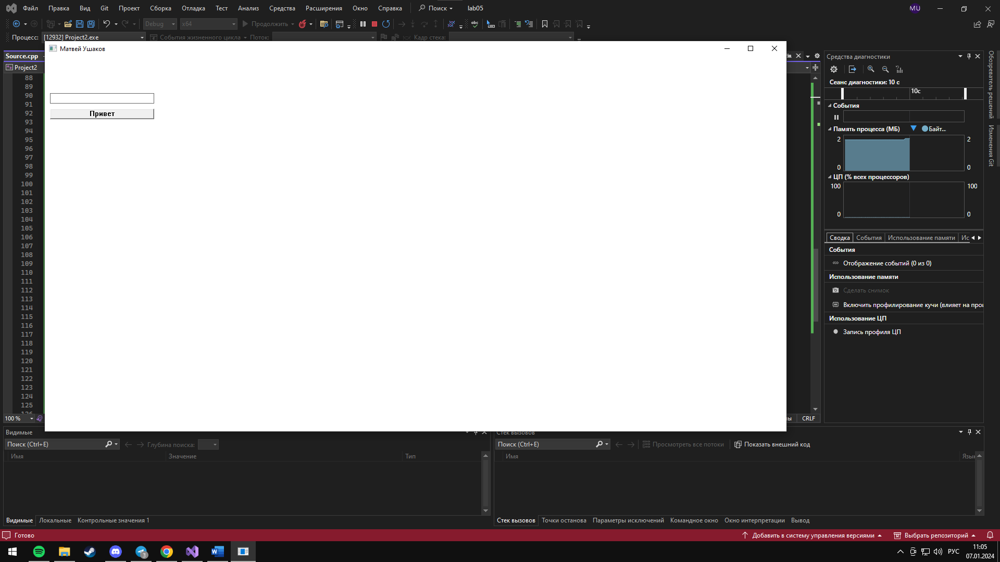 Файл Правка Вид Git Проект Сборка Отладка Тест Анализ Средства Расширения Окно Справка Поиск lab05 MU
Debug x64 Продолжить
Процесс: [12932] Project2.exe События жизненного цикла Поток: Кадр стека:
Матвей Ушаков
Source.cpp
Project2
Привет
88
89
90
91
92
93
94
95
96
97
98
99
100
101
102
103
104
105
106
107
108
109
110
111
112
113
114
115
116
117
118
119
120
121
122
123
124
125
126
100 %
CRLF
Средства диагностики
Сеанс диагностики: 10 с
10с
События
Память процесса (МБ) Байт...
2 2
0 0
ЦП (% всех процессоров)
100 100
0 0
Сводка События Использование памяти Ис
События
Отображение событий (0 из 0)
Использование памяти
Сделать снимок
Включить профилирование кучи (влияет на прои
Использование ЦП
Запись профиля ЦП
Обозреватель решений
Изменения Git
Видимые
Поиск (Ctrl+E) Глубина поиска:
Имя Значение Тип
Видимые Локальные Контрольные значения 1
Стек вызовов
Поиск (Ctrl+E) Просмотреть все потоки Показать внешний код
Имя Язык
Стек вызовов Точки останова Параметры исключений Командное окно Окно интерпретации Вывод
Готово Добавить в систему управления версиями Выбрать репозиторий
3
РУС
11:05
07.01.2024